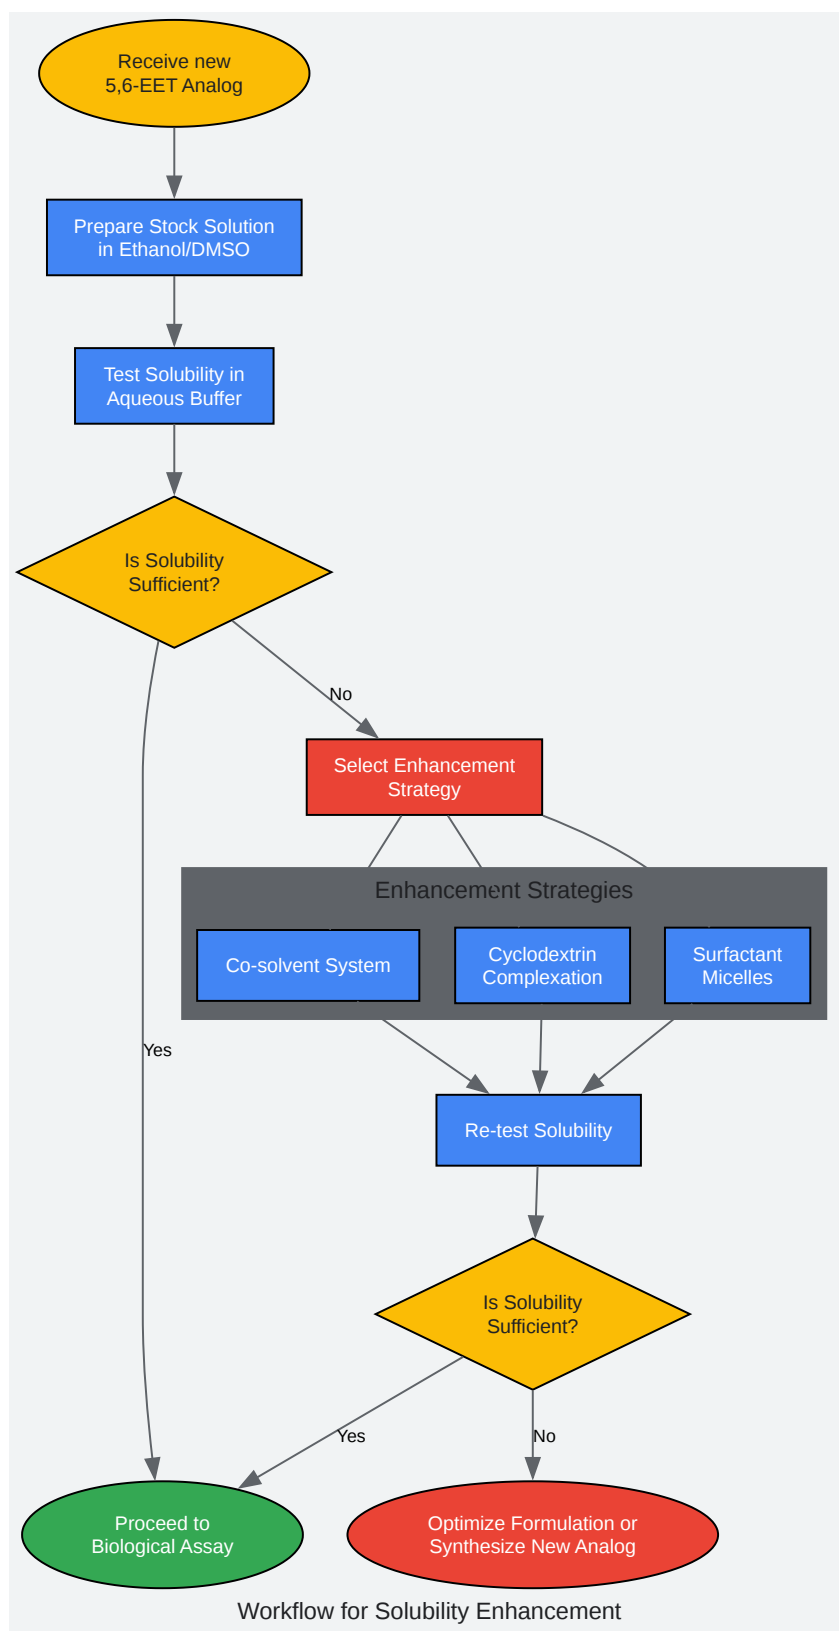 Receive new
5,6-EET Analog
Prepare Stock Solution
in Ethanol/DMSO
Test Solubility in
Aqueous Buffer
Is Solubility
Sufficient?
No
Select Enhancement
Strategy
Enhancement Strategies
Co-solvent System
Cyclodextrin
Complexation
Surfactant
Micelles
Yes
Re-test Solubility
Is Solubility
Sufficient?
Yes
No
Proceed to
Biological Assay
Optimize Formulation or
Synthesize New Analog
Workflow for Solubility Enhancement